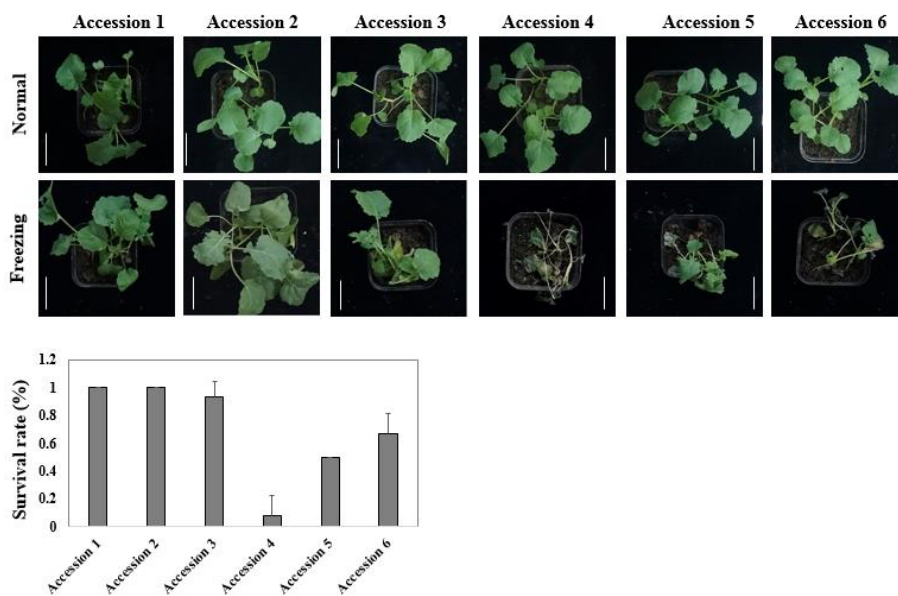 Accession 1 Accession 2 Accession 3 Accession 4 Accession 5 Accession 6
Normal
Freezing
Survival rate (%)
1.2
1
0.8
0.6
0.4
0.2
0
Accession 1
Accession 2
Accession 3
Accession 4
Accession 5
Accession 6